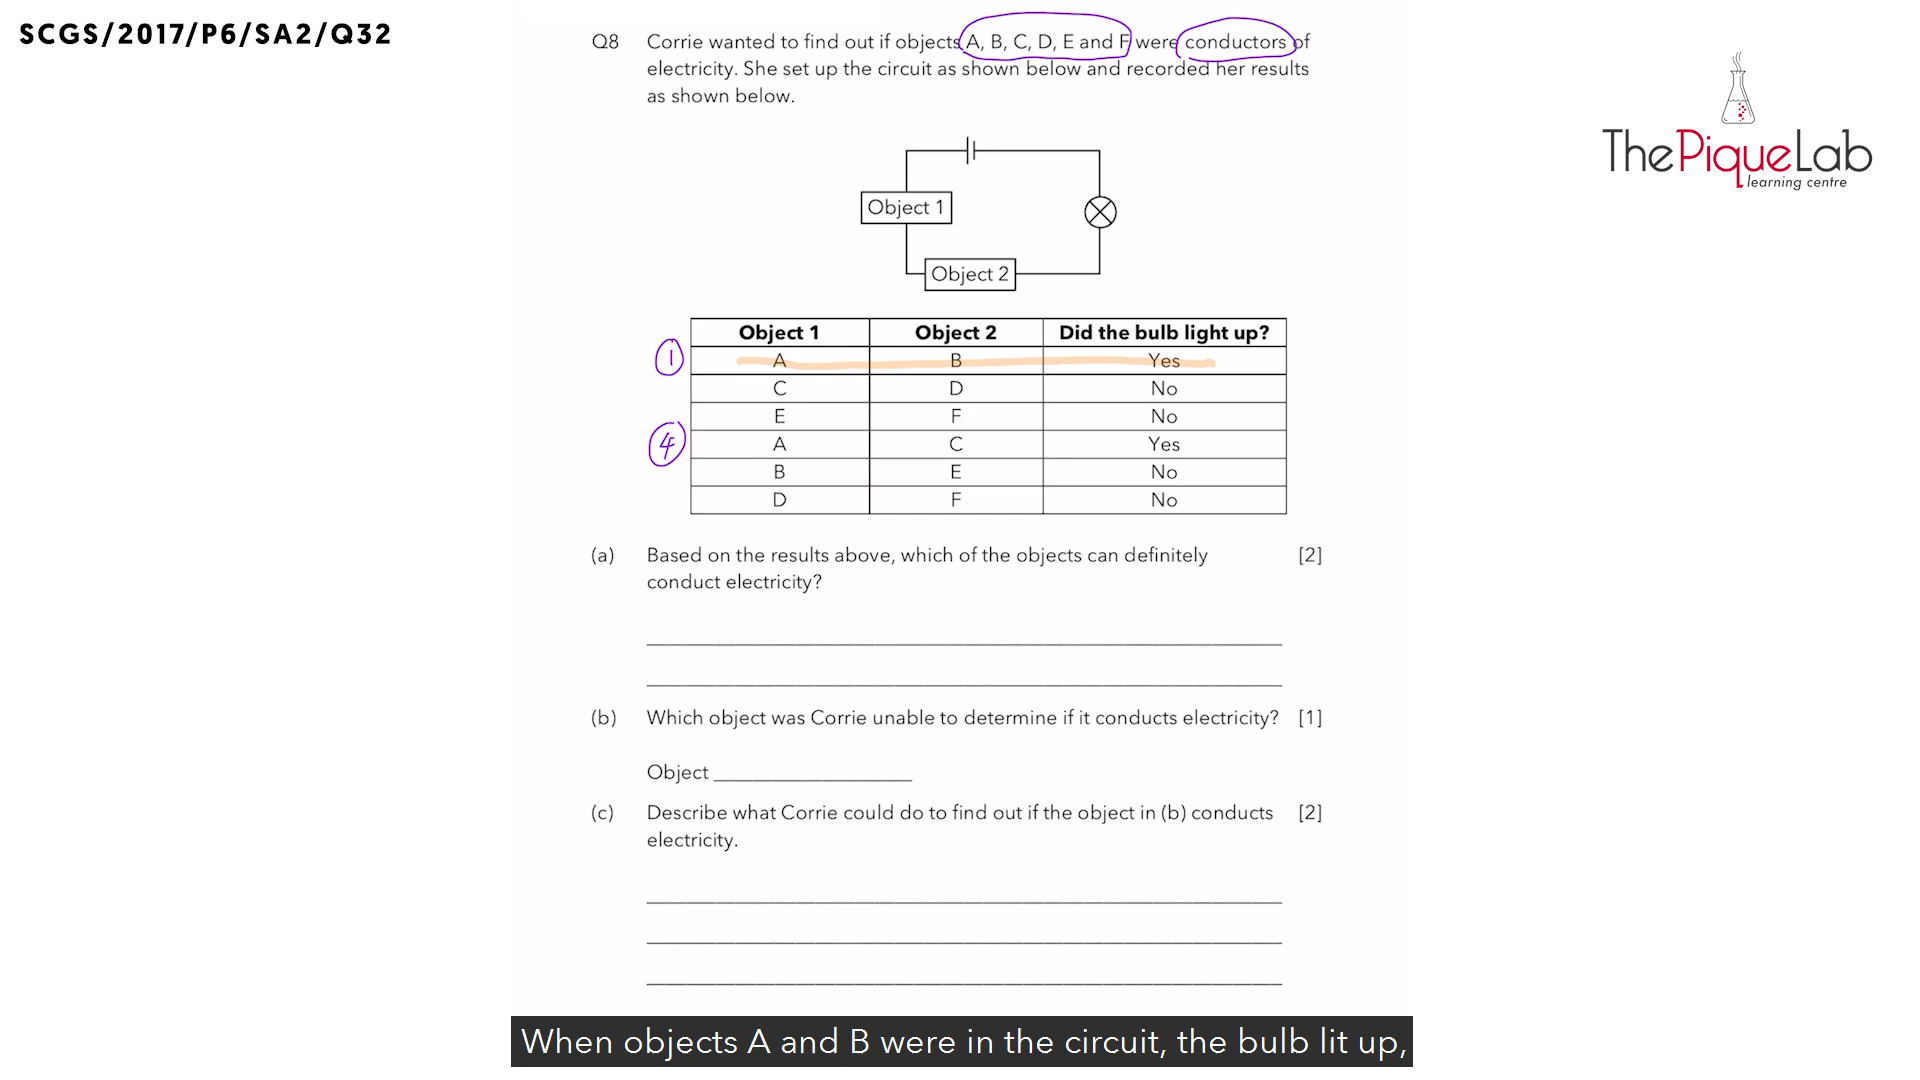 SCGS/2017/P6/SA2/Q32
Q8 Corrie wanted to find out if objects A, B, C, D, E and F were conductors of
electricity. She set up the circuit as shown below and recorded her results
as shown below.
ThePiqueLab
learning centre
Object 1
Object 2
Object 1 Object 2 Did the bulb light up?
1 A B Yes
C D No
E F No
4 A C Yes
B E No
D F No
(a) Based on the results above, which of the objects can definitely [2]
conduct electricity?
(b) Which object was Corrie unable to determine if it conducts electricity? [1]
Object
(c) Describe what Corrie could do to find out if the object in (b) conducts [2]
electricity.
When objects A and B were in the circuit, the bulb lit up,